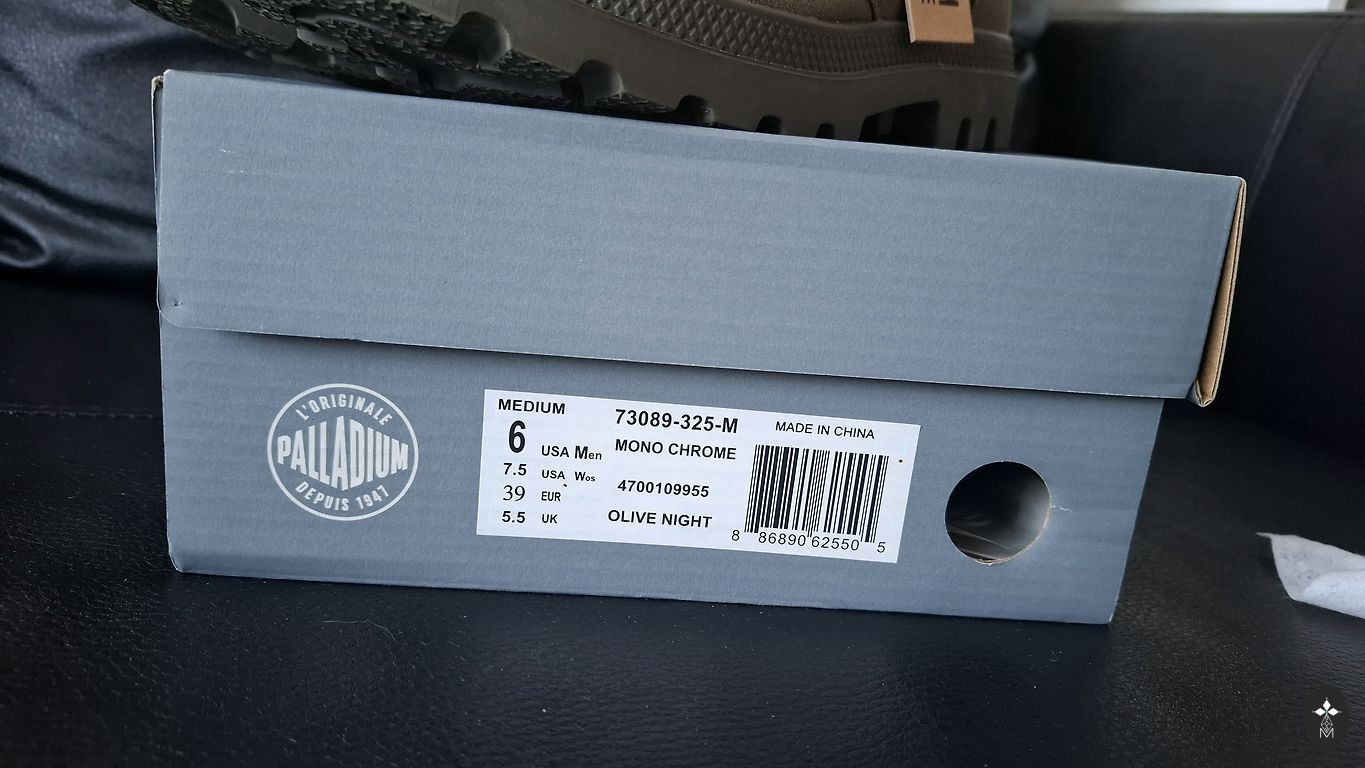 L'ORIGINALE
PALLADIUM
DEPUIS 1947
MEDIUM
6 USA Men
7.5 USA Wos
39 EUR
5.5 UK
73089-325-M
MONO CHROME
4700109955
OLIVE NIGHT
MADE IN CHINA
8 86890 62550 5
M